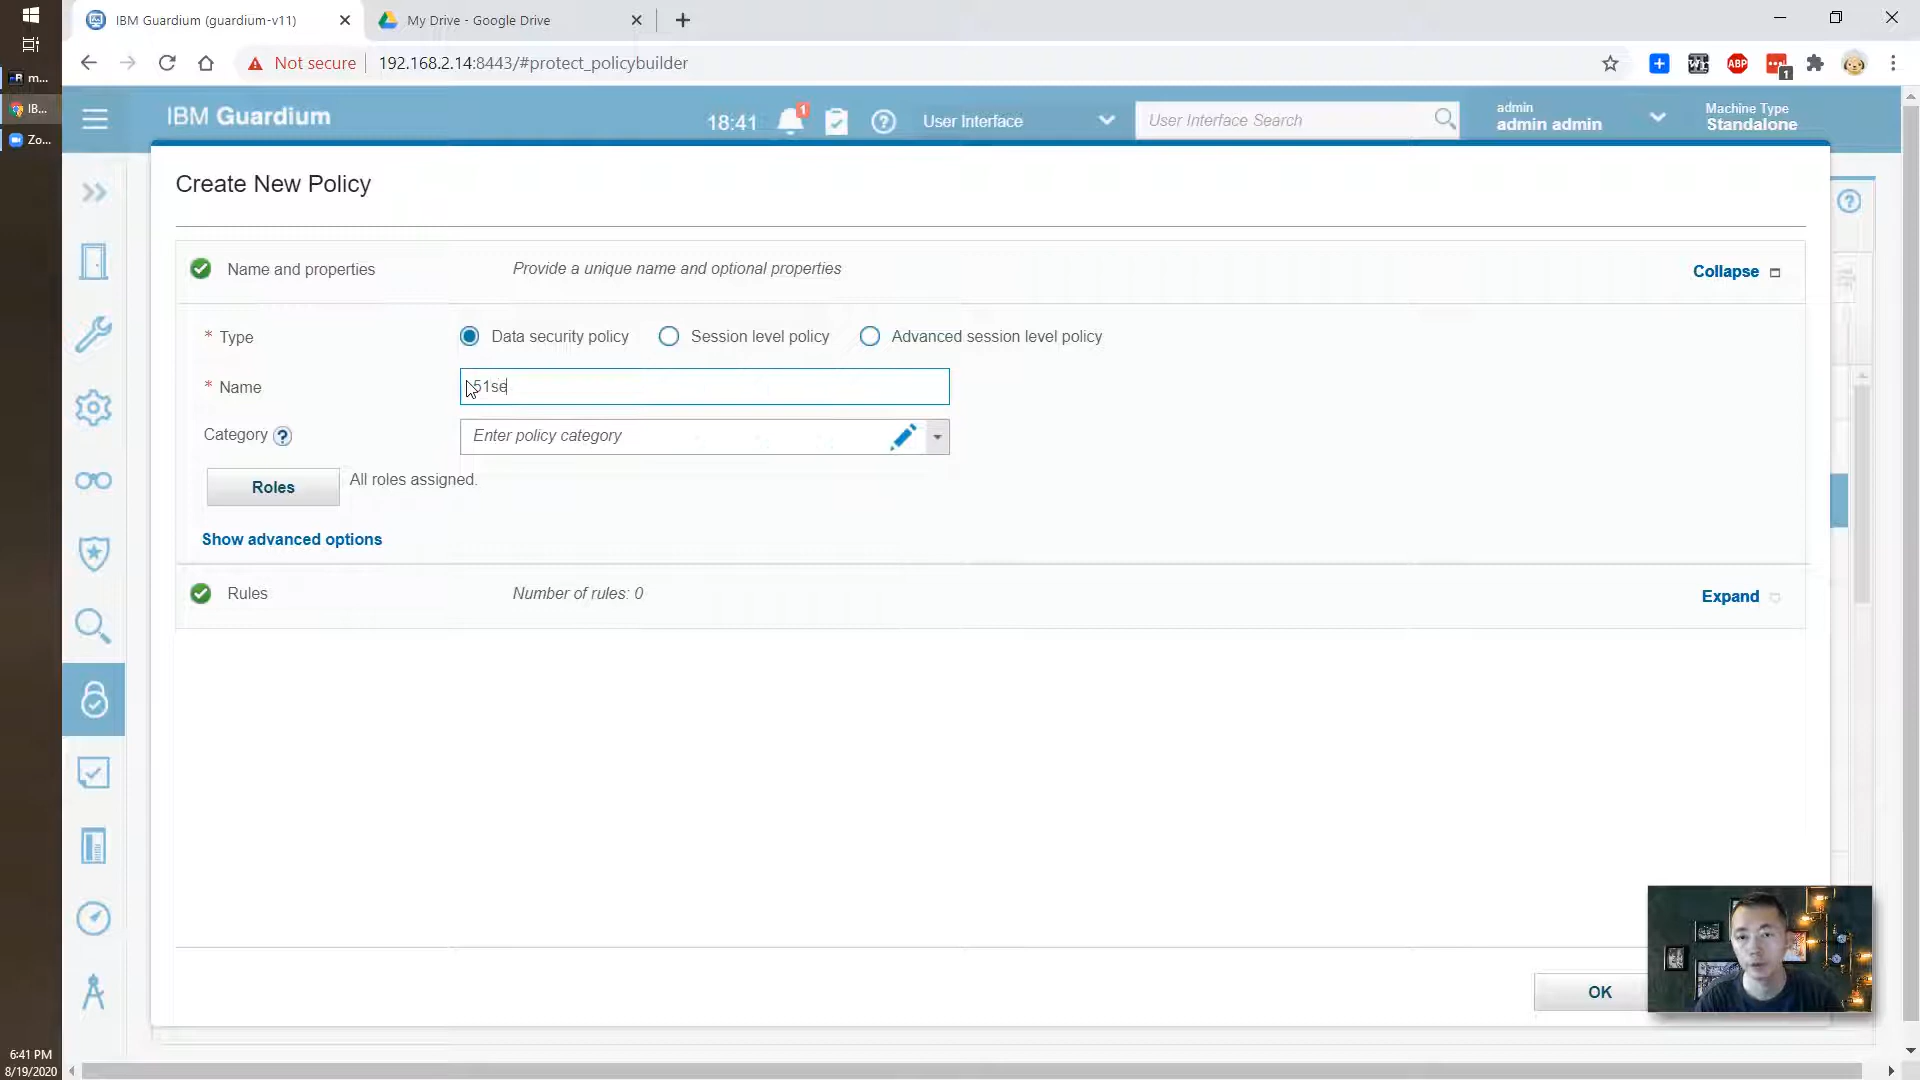 IBM Guardium (guardium-v11)
My Drive - Google Drive
m...
IB...
Zo...
Not secure
192.168.2.14:8443/#protect_policybuilder
ABP
1
IBM Guardium
18:41
1
User Interface
User Interface Search
admin
admin admin
Machine Type
Standalone
Create New Policy
Name and properties
Provide a unique name and optional properties
Collapse
* Type
Data security policy
Session level policy
Advanced session level policy
* Name
51se
Category
Enter policy category
Roles
All roles assigned.
Show advanced options
Rules
Number of rules: 0
Expand
OK
6:41 PM
8/19/2020